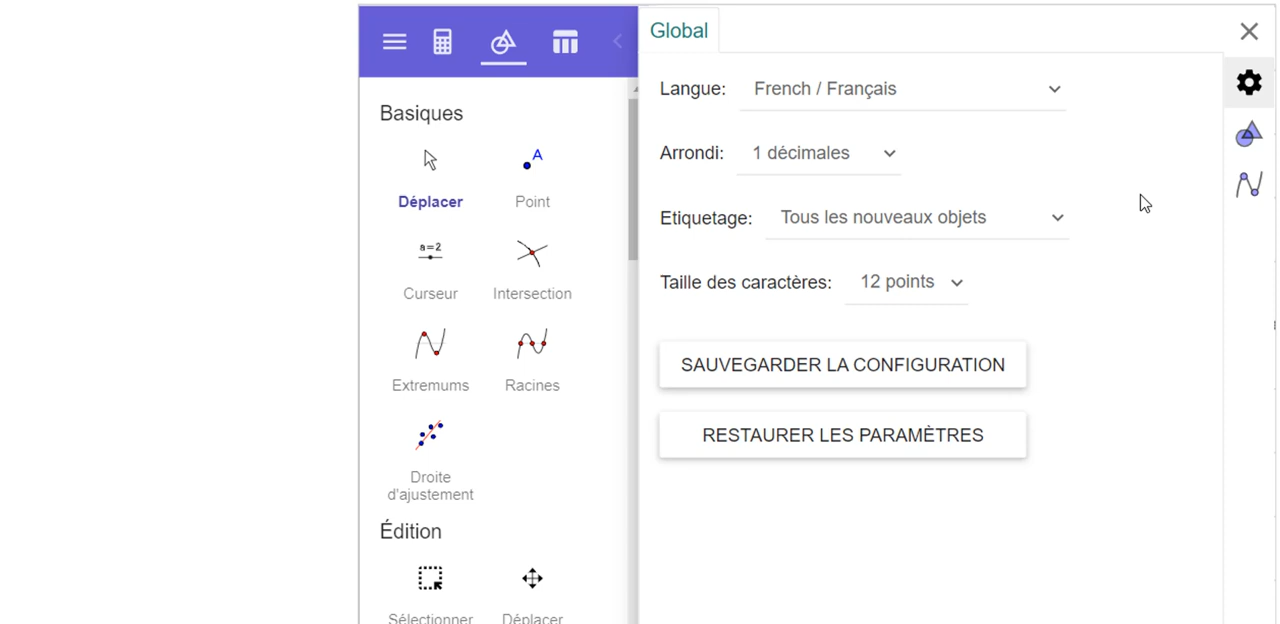 Global
Langue: French / Français
Arrondi: 1 décimales
Etiquetage: Tous les nouveaux objets
Taille des caractères: 12 points
SAUVEGARDER LA CONFIGURATION
RESTAURER LES PARAMÈTRES
Basiques
Déplacer
A
Point
a=2
Curseur
Intersection
Extremums
Racines
Droite
d'ajustement
Édition
Sélectionner
Déplacer